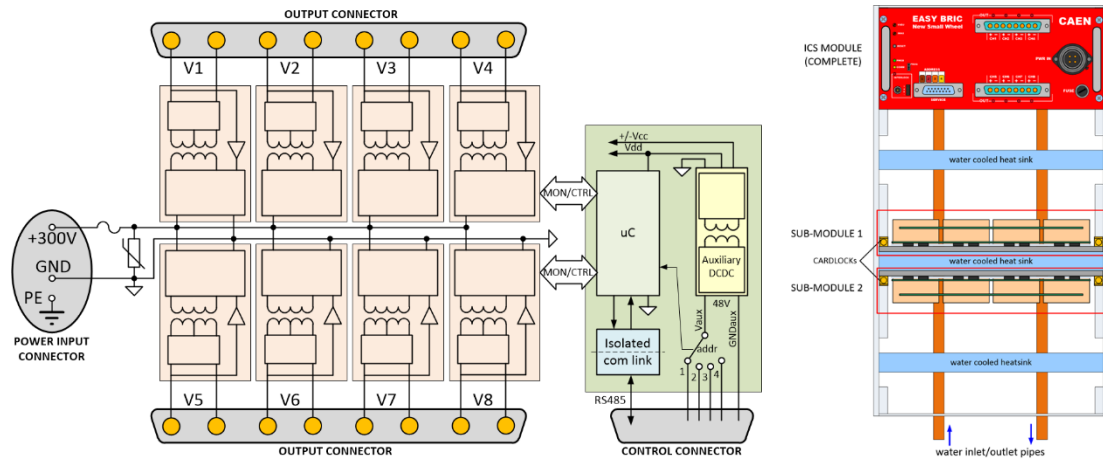 OUTPUT CONNECTOR
V1
V2
V3
V4
+300V
GND
PE
POWER INPUT
CONNECTOR
V5
V6
V7
V8
OUTPUT CONNECTOR
MON/CTRL
MON/CTRL
+/-Vcc
Vdd
uC
Auxiliary
DCDC
48V
Vaux
GNDaux
Isolated
com link
addr
1
2
3
4
RS485
CONTROL CONNECTOR
ICS MODULE
(COMPLETE)
EASY BRIC
New Small Wheel
CAEN
PWR IN
FUSE
water cooled heat sink
SUB-MODULE 1
CARDLOCKs
water cooled heat sink
SUB-MODULE 2
water cooled heatsink
water inlet/outlet pipes